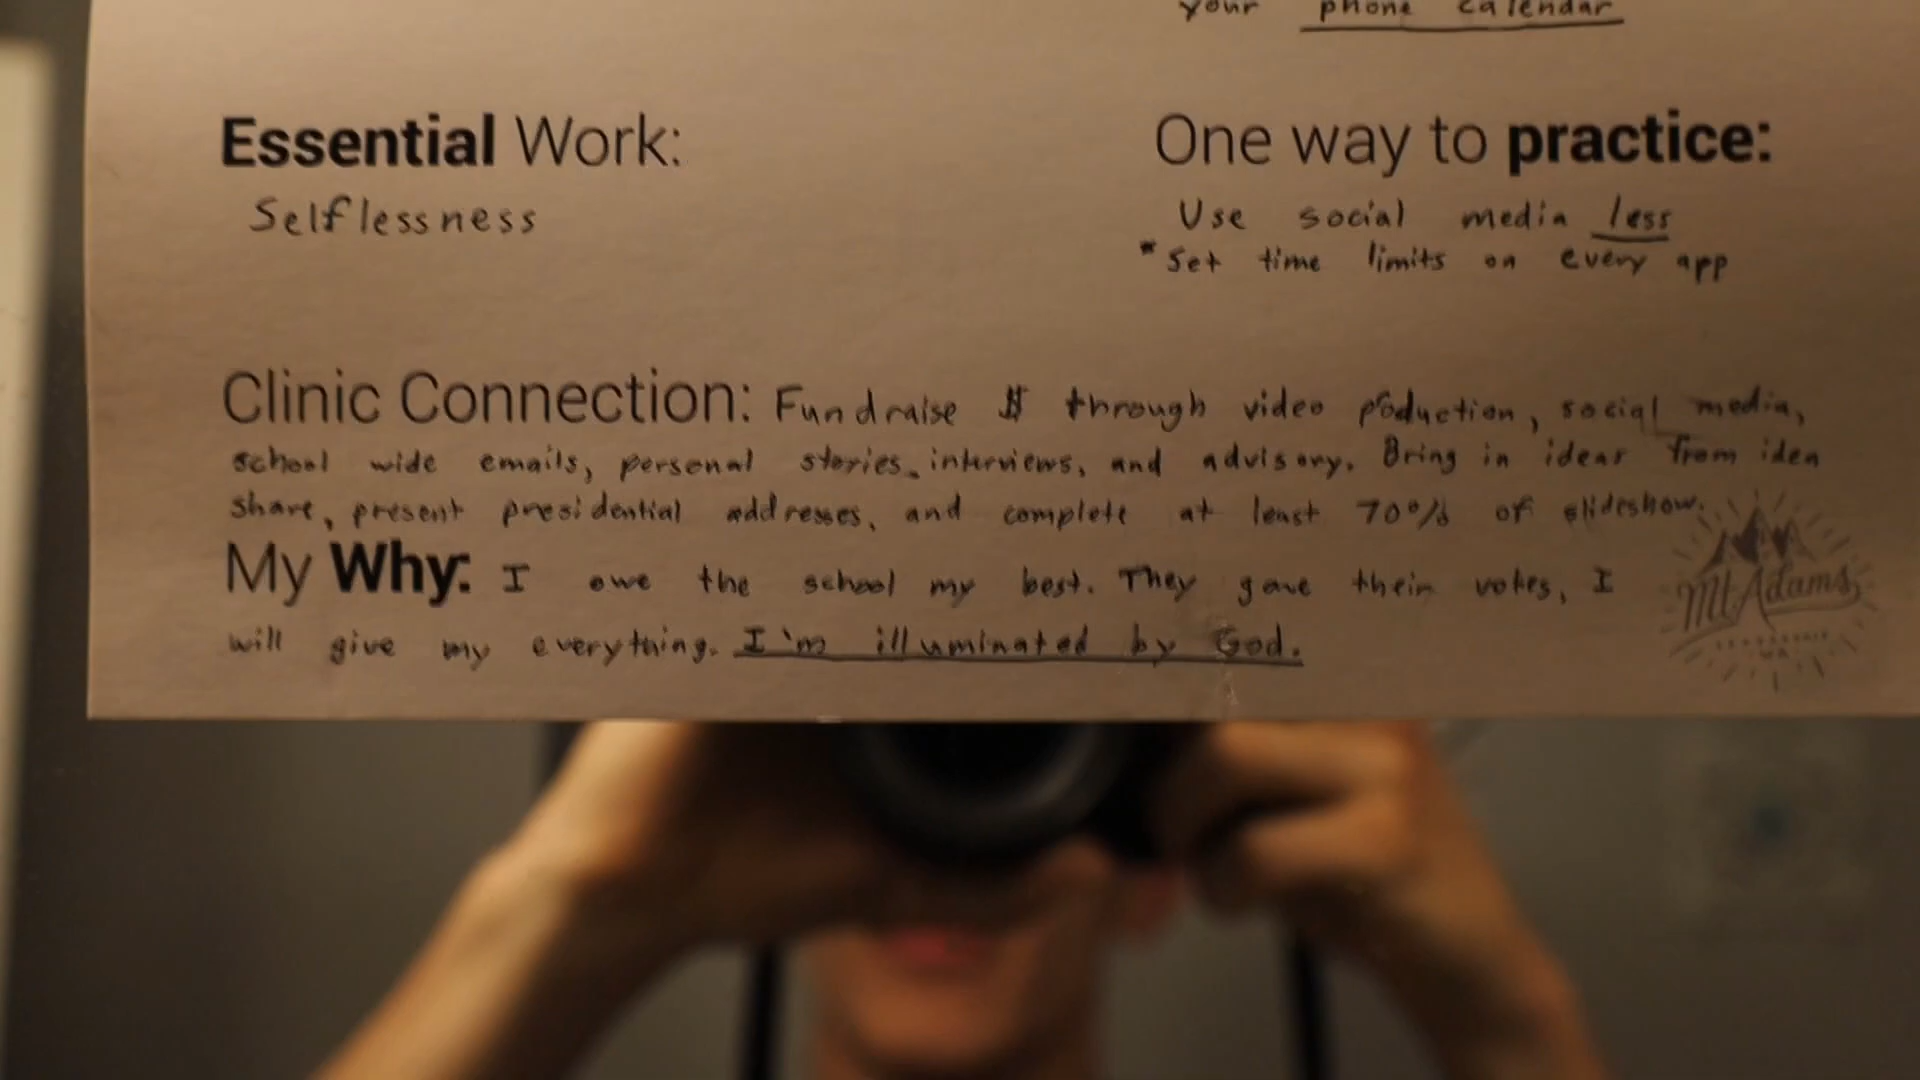 your phone calendar
Essential Work:
Selflessness
One way to practice:
Use social media less
*Set time limits on every app
Clinic Connection: Fundraise $ through video production, social media,
school wide emails, personal stories, interviews, and advisory. Bring in ideas from idea
share, present presidential addresses, and complete at least 70% of slideshow.
My Why: I owe the school my best. They gave their votes, I
will give my everything. I'm illuminated by God.
Mt Adams
WA